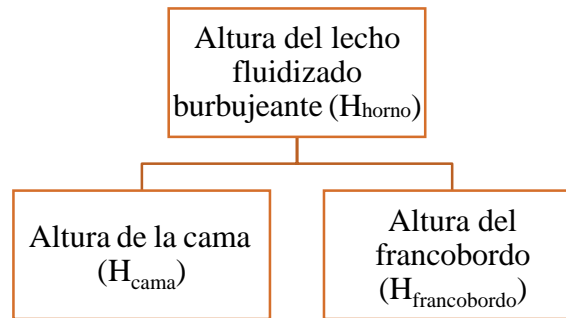 Altura del lecho
fluidizado
burbujeante (Hhorno)
Altura de la cama
(Hcama)
Altura del
francobordo
(Hfrancobordo)